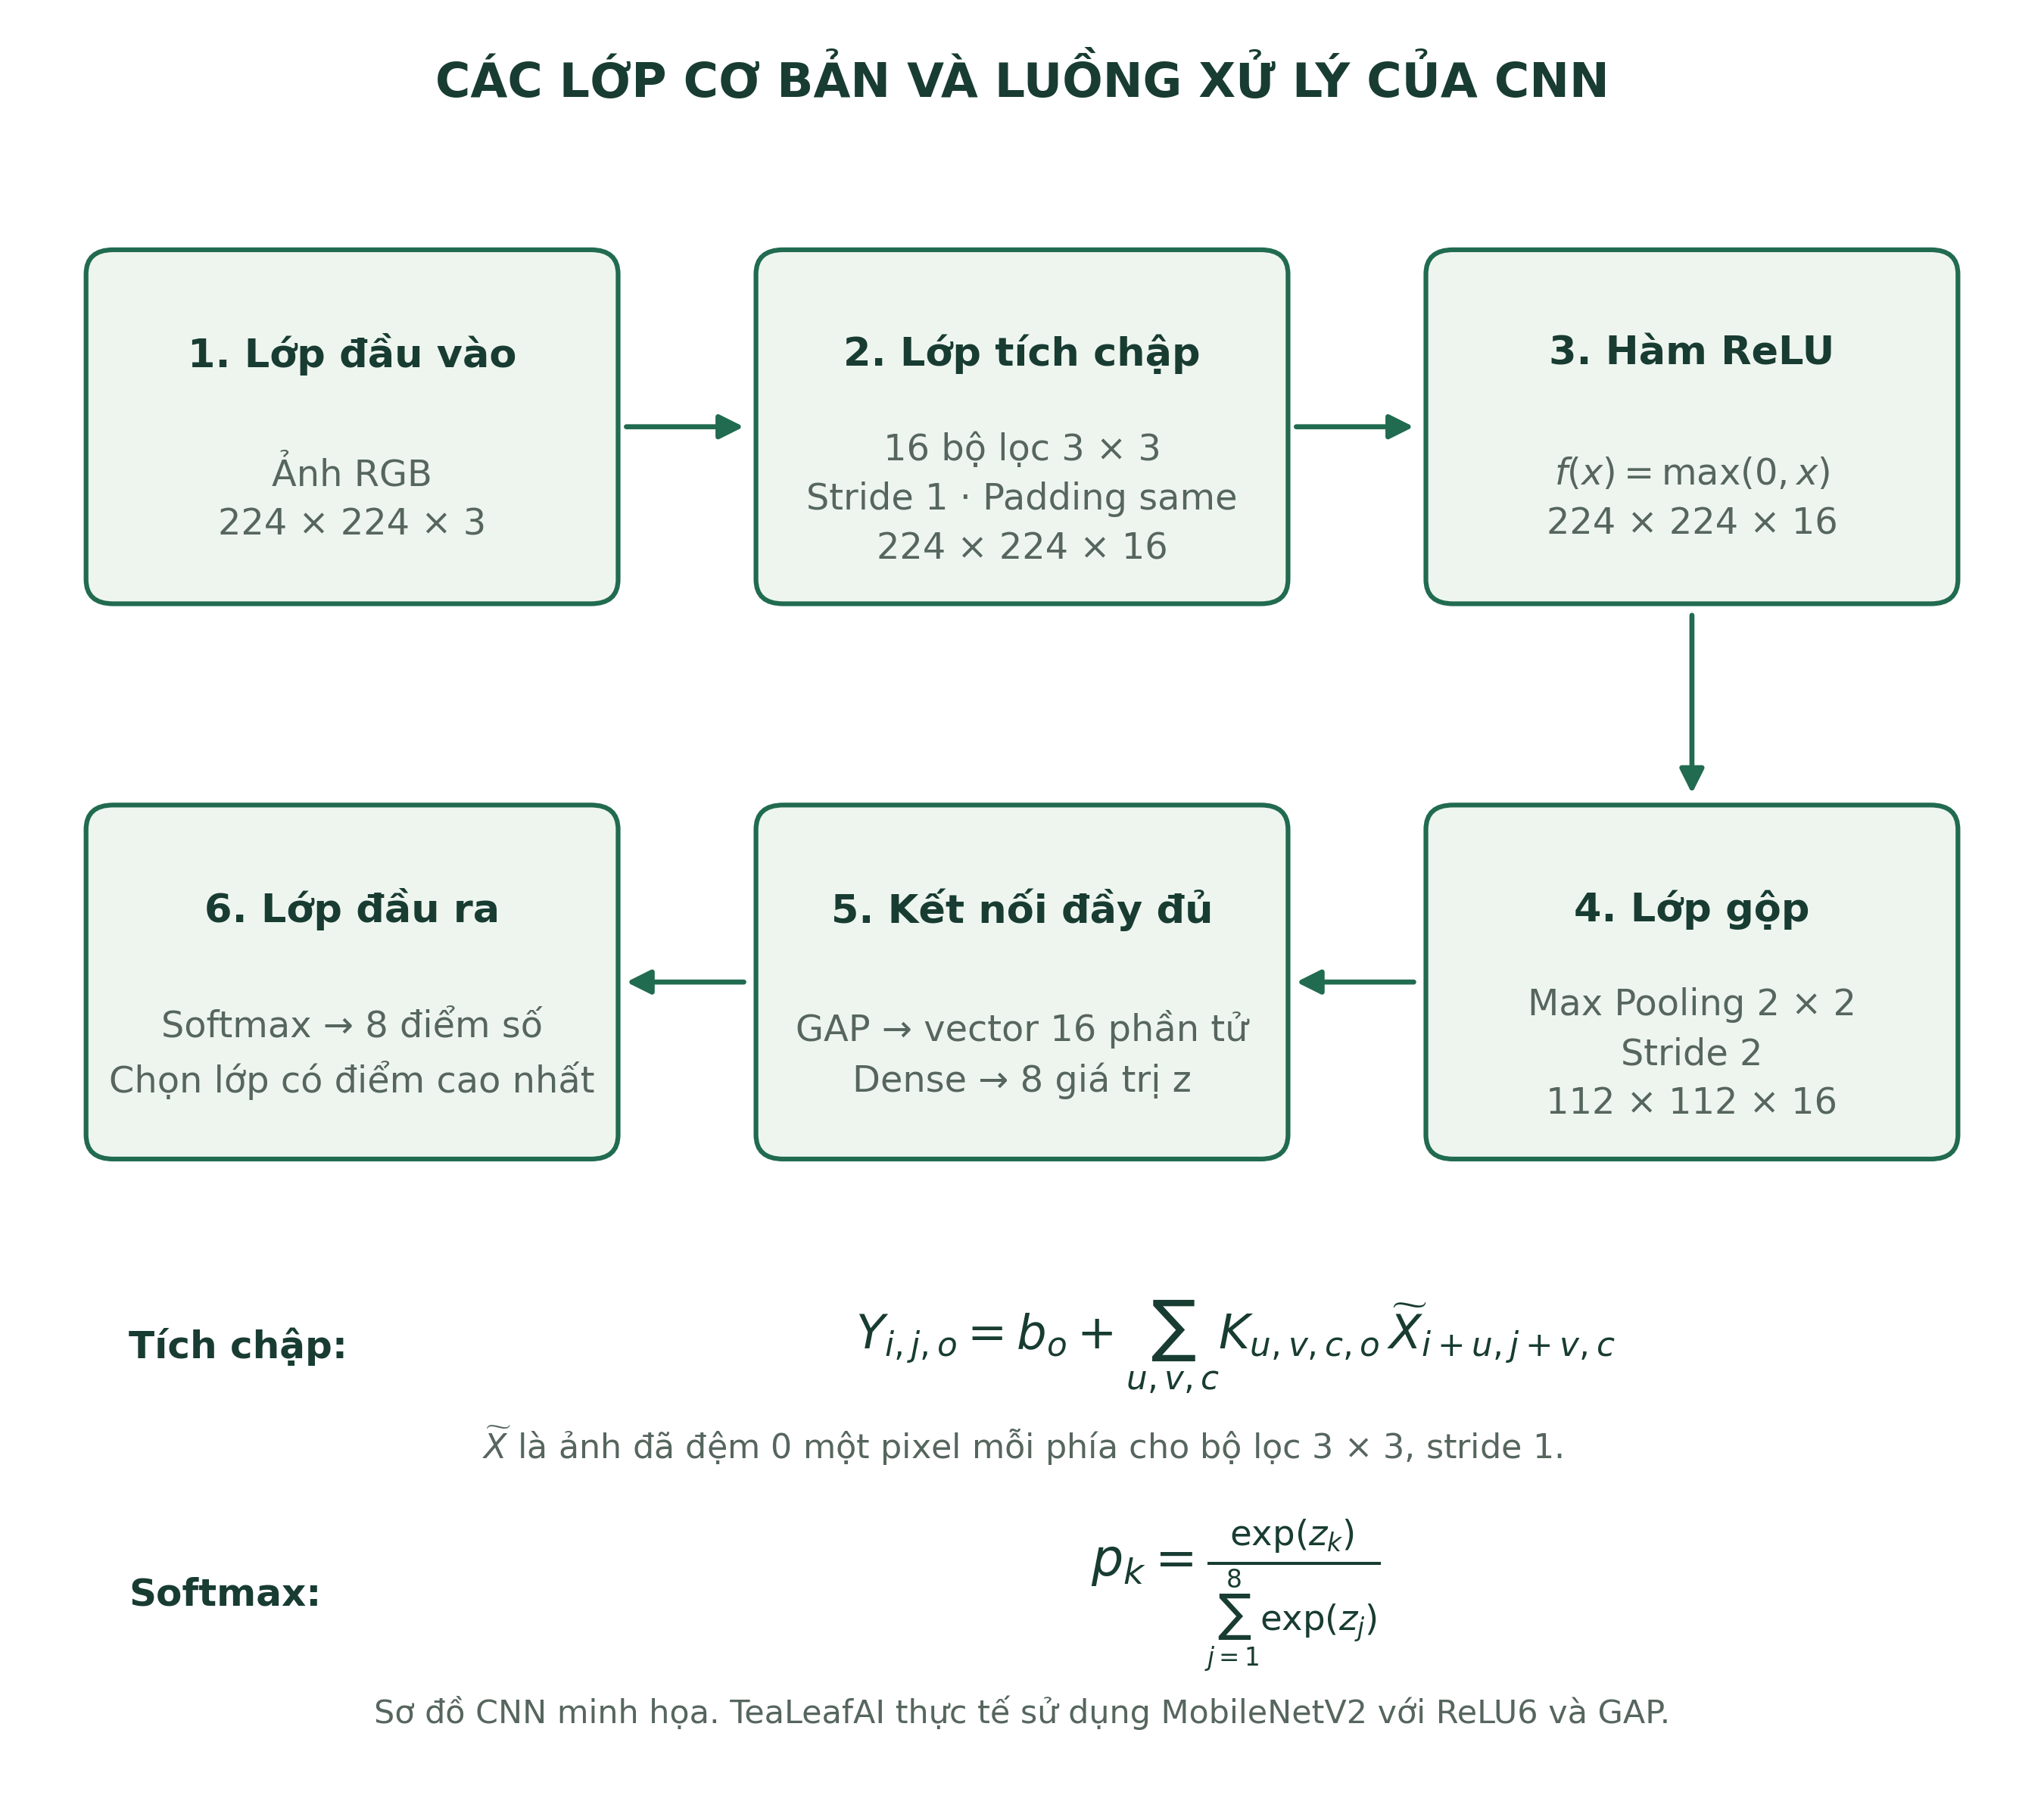 CÁC LỚP CƠ BẢN VÀ LUỒNG XỬ LÝ CỦA CNN
1. Lớp đầu vào
Ảnh RGB
224 × 224 × 3
2. Lớp tích chập
16 bộ lọc 3 × 3
Stride 1 · Padding same
224 × 224 × 16
3. Hàm ReLU
f(x) = max(0, x)
224 × 224 × 16
4. Lớp gộp
Max Pooling 2 × 2
Stride 2
112 × 112 × 16
5. Kết nối đầy đủ
GAP → vector 16 phần tử
Dense → 8 giá trị z
6. Lớp đầu ra
Softmax → 8 điểm số
Chọn lớp có điểm cao nhất
Tích chập: Y_{i,j,o} = b_o + ∑_{u,v,c} K_{u,v,c,o} X̃_{i+u,j+v,c}
X̃ là ảnh đã đệm 0 một pixel mỗi phía cho bộ lọc 3 × 3, stride 1.
Softmax: p_k = exp(z_k) / ∑_{j=1}^{8} exp(z_j)
Sơ đồ CNN minh họa. TeaLeafAI thực tế sử dụng MobileNetV2 với ReLU6 và GAP.